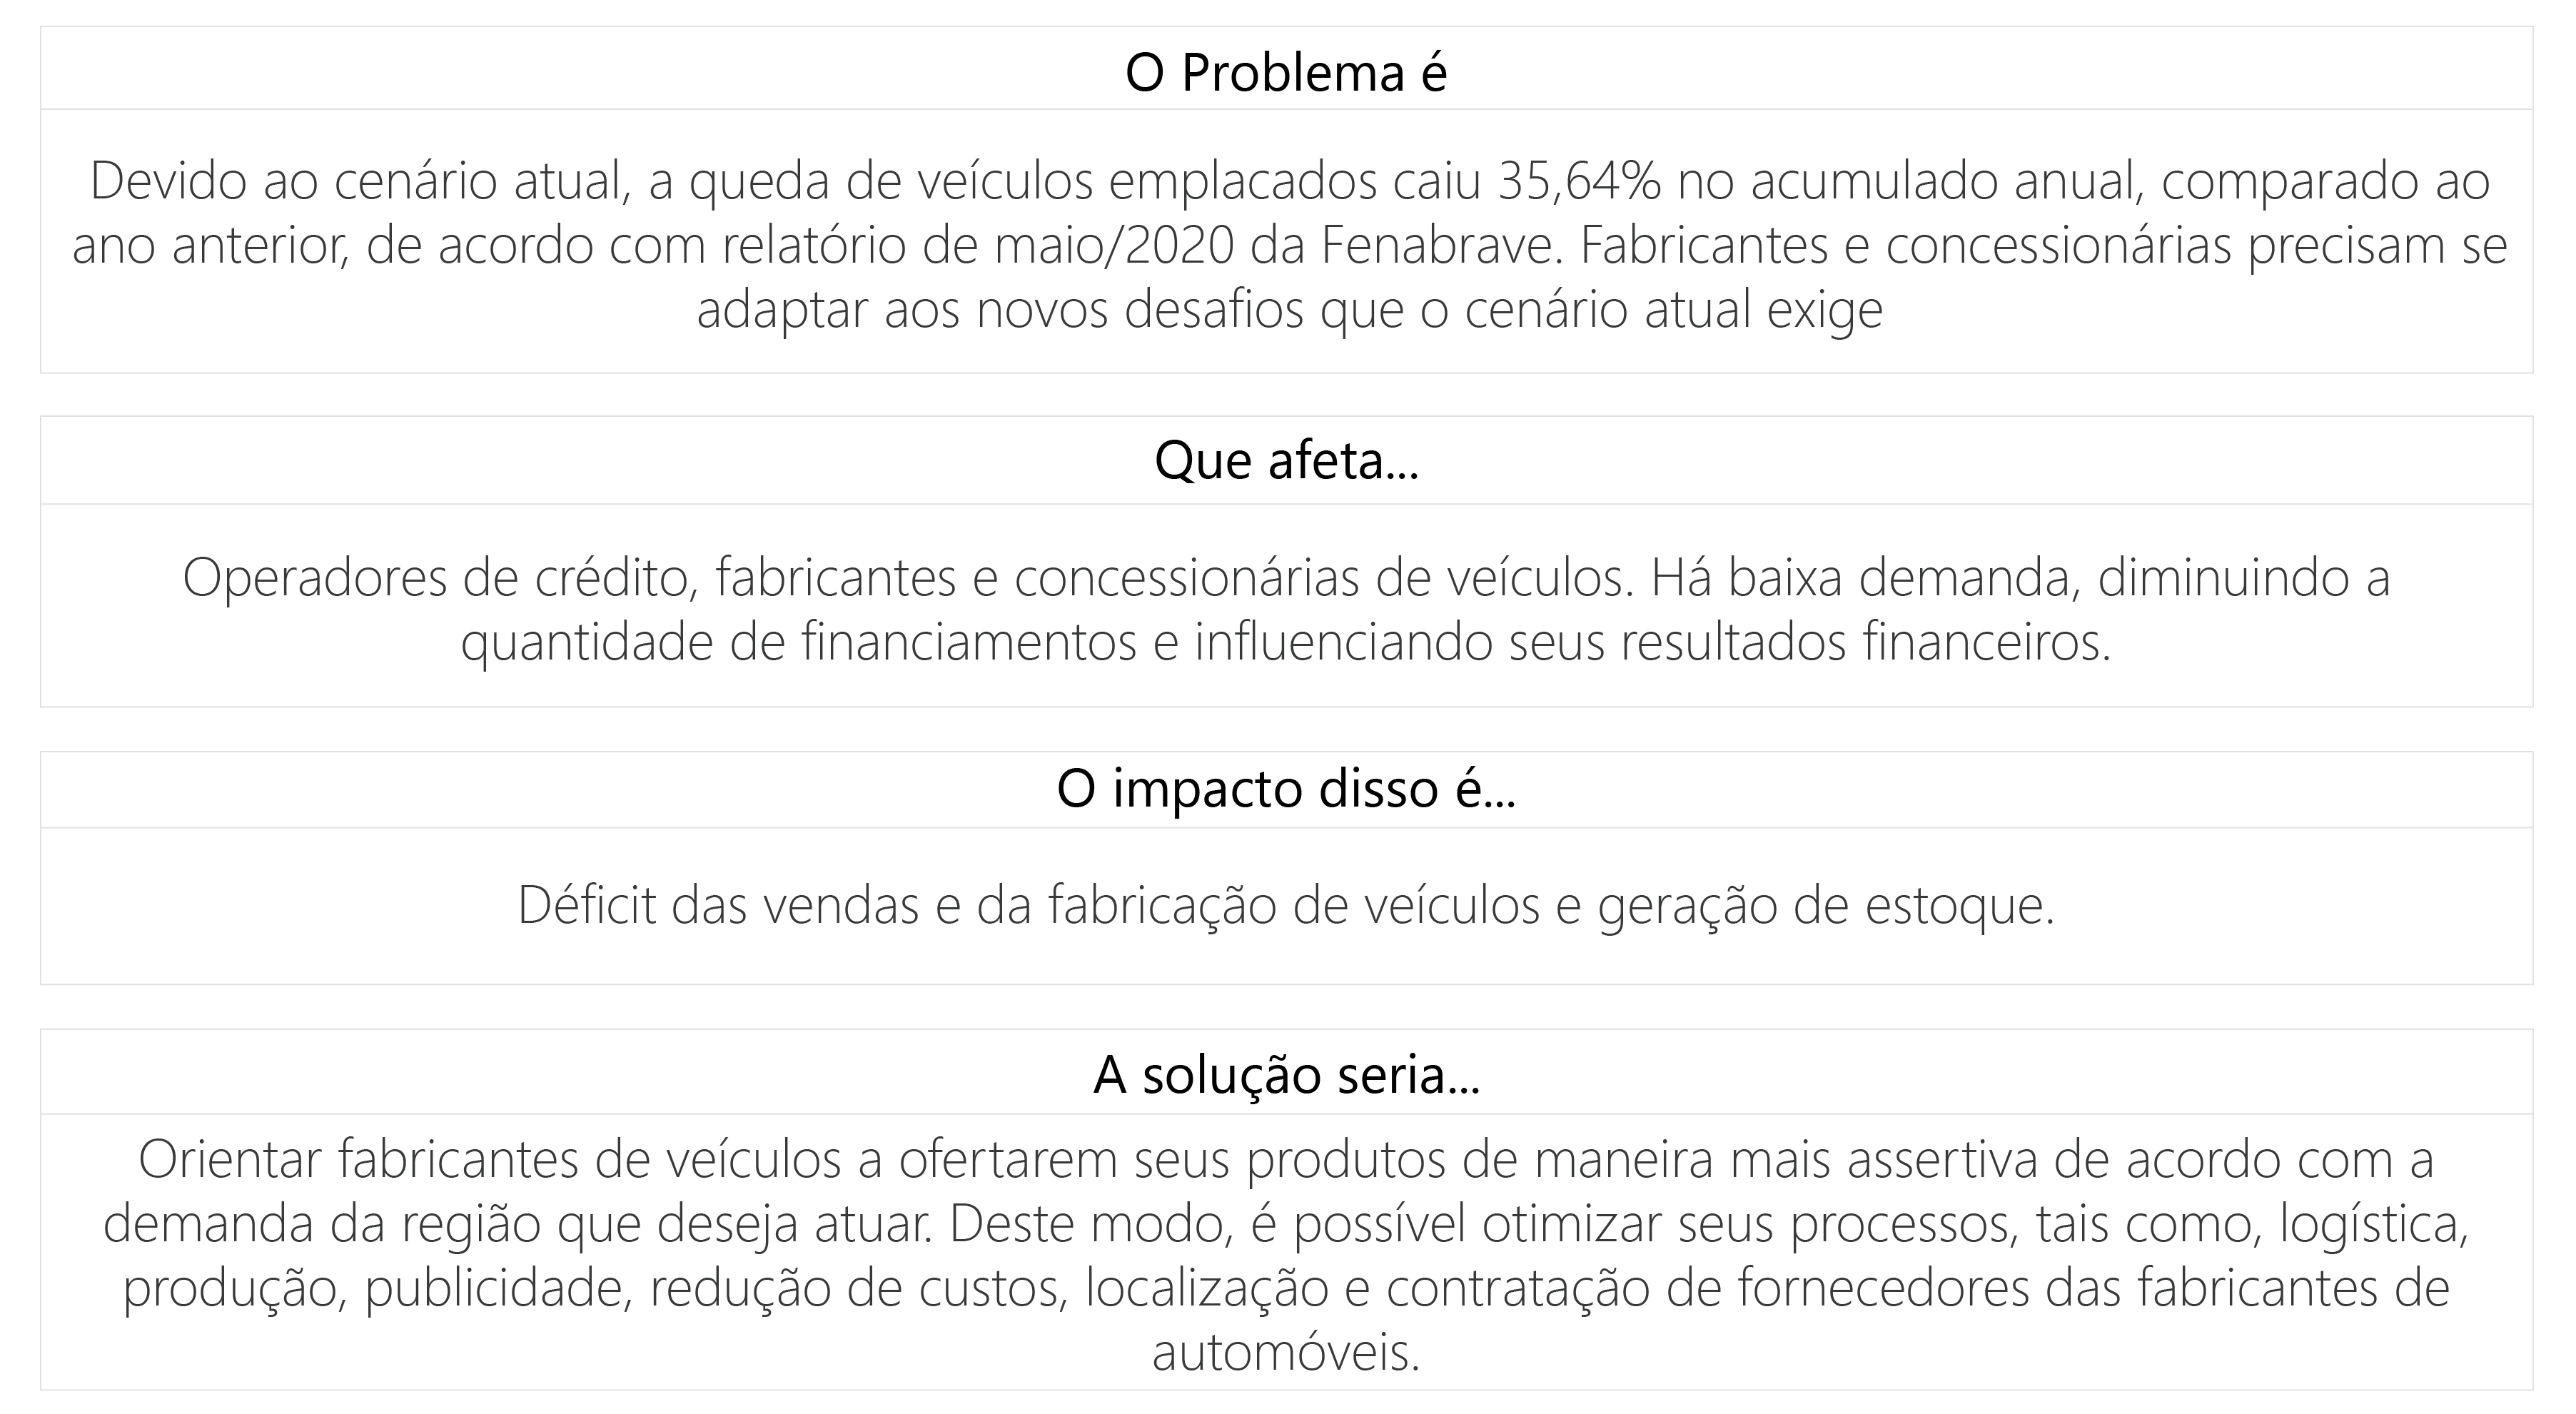 O Problema é
Devido ao cenário atual, a queda de veículos emplacados caiu 35,64% no acumulado anual, comparado ao
ano anterior, de acordo com relatório de maio/2020 da Fenabrave. Fabricantes e concessionárias precisam se
adaptar aos novos desafios que o cenário atual exige
Que afeta...
Operadores de crédito, fabricantes e concessionárias de veículos. Há baixa demanda, diminuindo a
quantidade de financiamentos e influenciando seus resultados financeiros.
O impacto disso é...
Déficit das vendas e da fabricação de veículos e geração de estoque.
A solução seria...
Orientar fabricantes de veículos a ofertarem seus produtos de maneira mais assertiva de acordo com a
demanda da região que deseja atuar. Deste modo, é possível otimizar seus processos, tais como, logística,
produção, publicidade, redução de custos, localização e contratação de fornecedores das fabricantes de
automóveis.